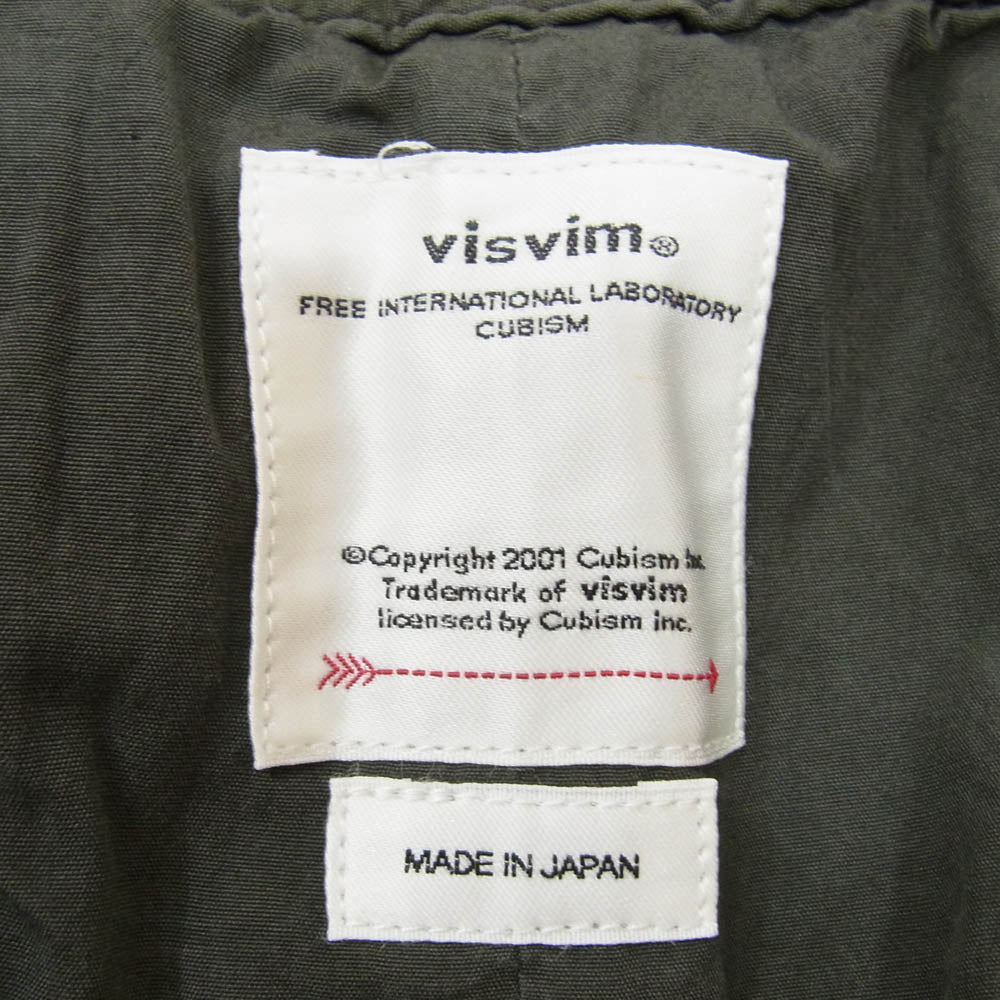 visvim®
FREE INTERNATIONAL LABORATORY
CUBISM
©Copyright 2001 Cubism Inc.
Trademark of visvim
licensed by Cubism Inc.
MADE IN JAPAN